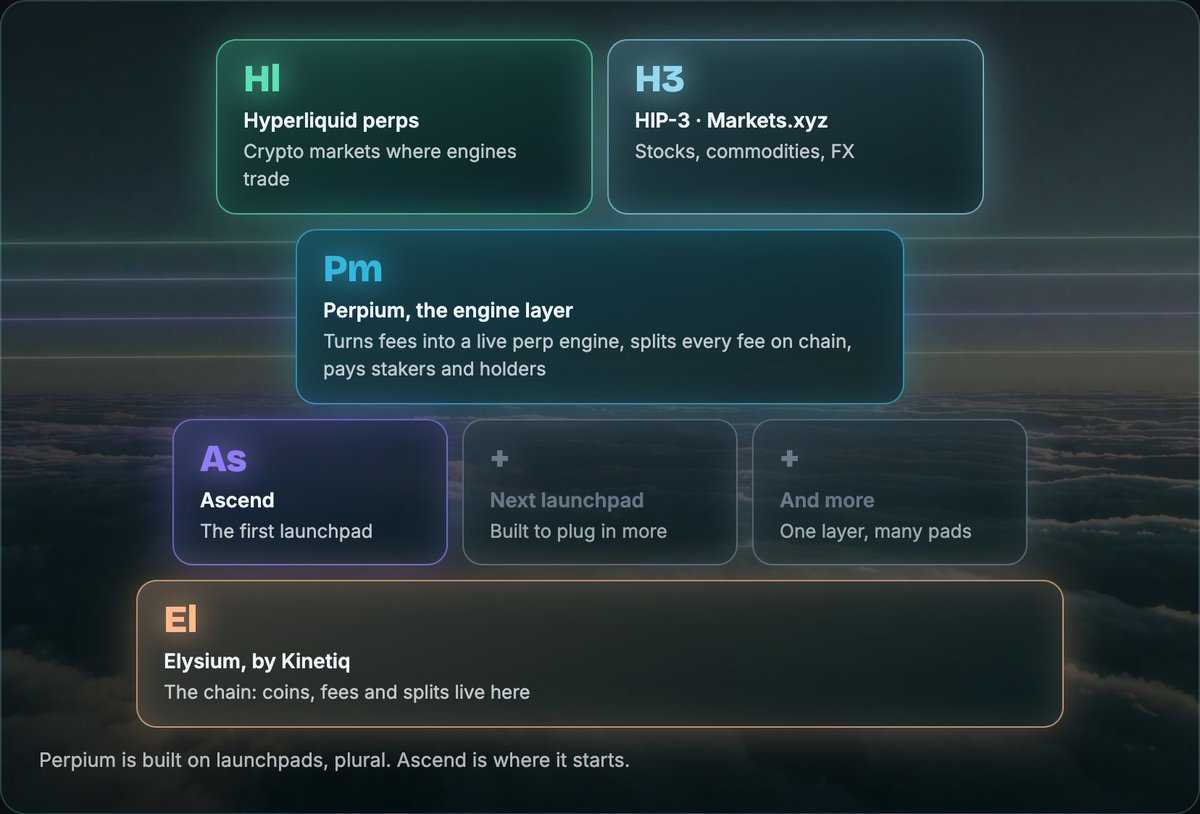 Hl
Hyperliquid perps
Crypto markets where engines
trade
H3
HIP-3 · Markets.xyz
Stocks, commodities, FX
Pm
Perpium, the engine layer
Turns fees into a live perp engine, splits every fee on chain,
pays stakers and holders
As
Ascend
The first launchpad
+
Next launchpad
Built to plug in more
+
And more
One layer, many pads
El
Elysium, by Kinetiq
The chain: coins, fees and splits live here
Perpium is built on launchpads, plural. Ascend is where it starts.